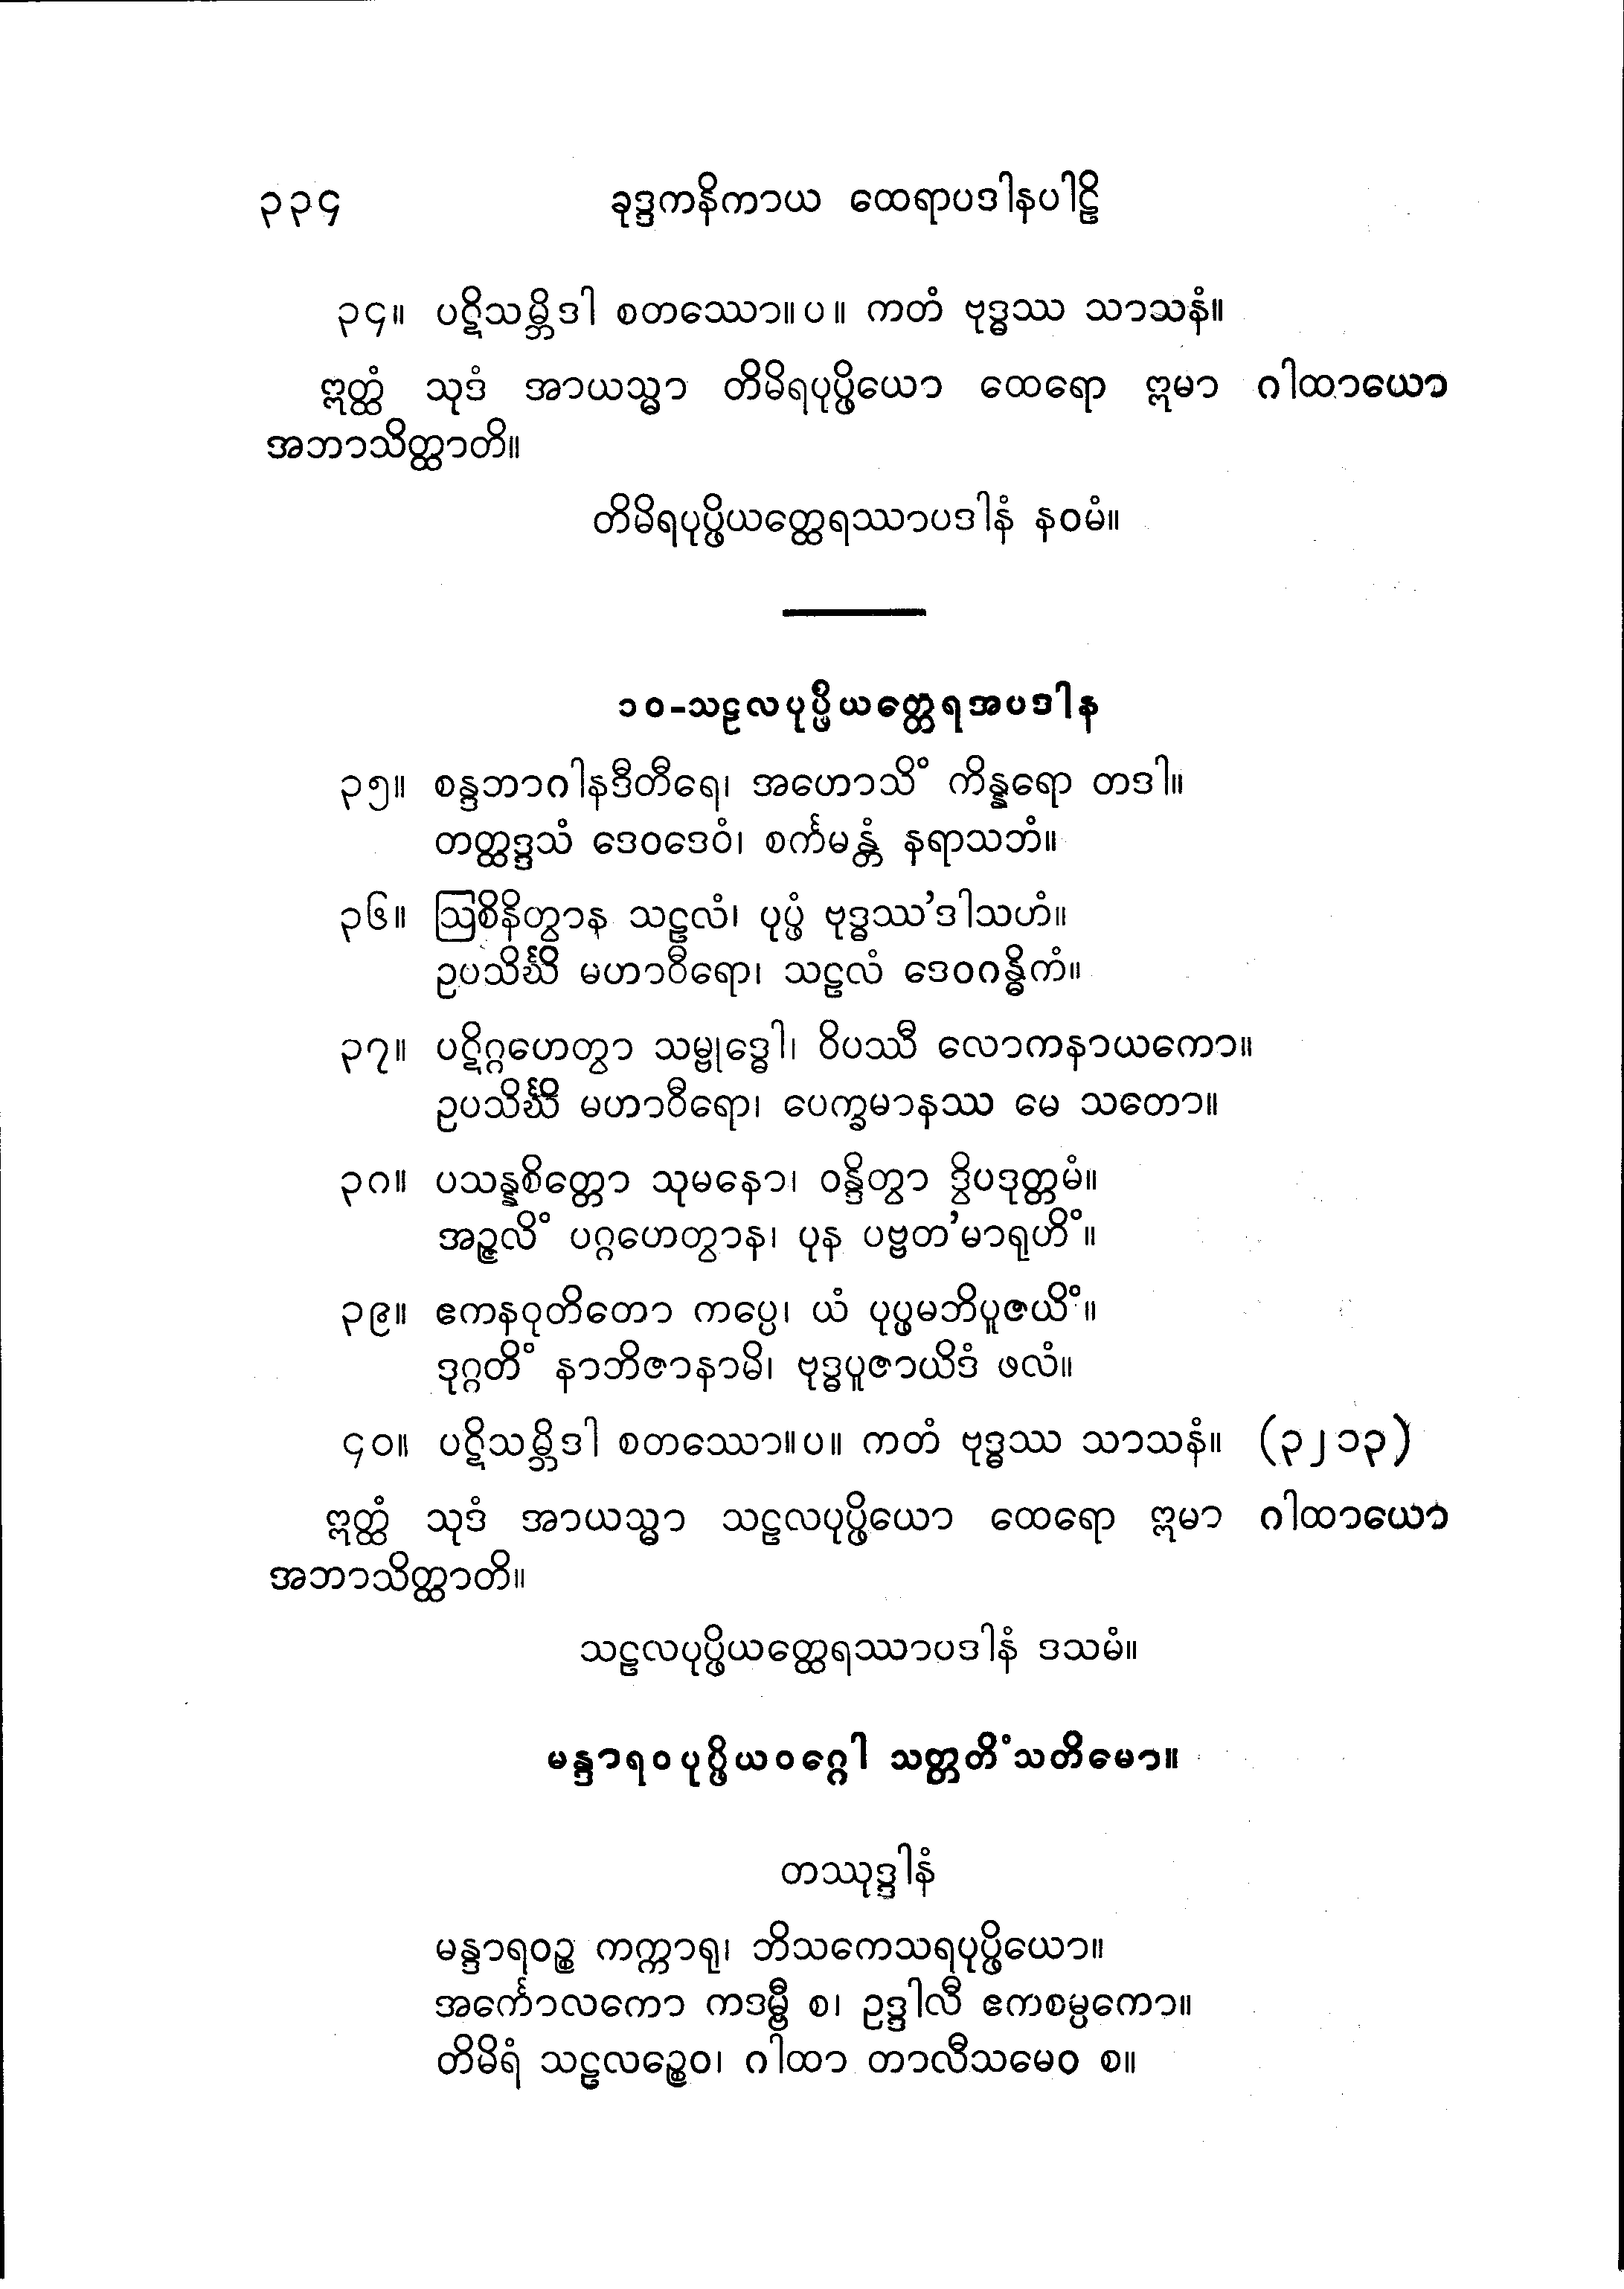 ၃၃၄ ခုဒ္ဒကနိကာယ ထေရာပဒါနပါဠိ
၃၄။ ပဋိသမ္ဘိဒါ စတဿော။ပ။ ကတံ ဗုဒ္ဓဿ သာသနံ။
ဣတ္ထံ သုဒံ အာယသ္မာ တိမိရပုပ္ဖိယော ထေရော ဣမာ ဂါထာယော
အဘာသိတ္ထာတိ။
တိမိရပုပ္ဖိယတ္ထေရဿာပဒါနံ နဝမံ။
၁၀-သဠလပုပ္ဖိယတ္ထေရအပဒါန
၃၅။ စန္ဒဘာဂါနဒီတီရေ၊ အဟောသိံ ကိန္နရော တဒါ။
တတ္ထဒ္ဒသံ ဒေဝဒေဝံ၊ စင်္ကမန္တံ နရာသဘံ။
၃၆။ ဩစိနိတွာန သဠလံ၊ ပုပ္ဖံ ဗုဒ္ဓဿ’ဒါသဟံ။
ဥပသိင်္ဃိ မဟာဝီရော၊ သဠလံ ဒေဝဂန္ဓိကံ။
၃၇။ ပဋိဂ္ဂဟေတွာ သမ္ဗုဒ္ဓေါ၊ ဝိပဿီ လောကနာယကော။
ဥပသိင်္ဃိ မဟာဝီရော၊ ပေက္ခမာနဿ မေ သတော။
၃၈။ ပသန္နစိတ္တော သုမနော၊ ဝန္ဒိတွာ ဒွိပဒုတ္တမံ။
အဉ္ဇလိံ ပဂ္ဂဟေတွာန၊ ပုန ပဗ္ဗတ’မာရုဟိံ။
၃၉။ ဧကနဝုတိတော ကပ္ပေ၊ ယံ ပုပ္ဖမဘိပူဇယိံ။
ဒုဂ္ဂတိံ နာဘိဇာနာမိ၊ ဗုဒ္ဓပူဇာယိဒံ ဖလံ။
၄၀။ ပဋိသမ္ဘိဒါ စတဿော။ပ။ ကတံ ဗုဒ္ဓဿ သာသနံ။ (၃၂၁၃)
ဣတ္ထံ သုဒံ အာယသ္မာ သဠလပုပ္ဖိယော ထေရော ဣမာ ဂါထာယော
အဘာသိတ္ထာတိ။
သဠလပုပ္ဖိယတ္ထေရဿာပဒါနံ ဒသမံ။
မန္ဒာရဝပုပ္ဖိယဝဂ္ဂေါ သတ္တတိံသတိမော။
တဿုဒ္ဒါနံ
မန္ဒာရဝဉ္စ ကက္ကာရု၊ ဘိသကေသရပုပ္ဖိယော။
အင်္ကောလကော ကဒမ္ဗီ စ၊ ဥဒ္ဒါလီ ဧကစမ္ပကော။
တိမိရံ သဠလဉ္စေဝ၊ ဂါထာ တာလီသမေဝ စ။